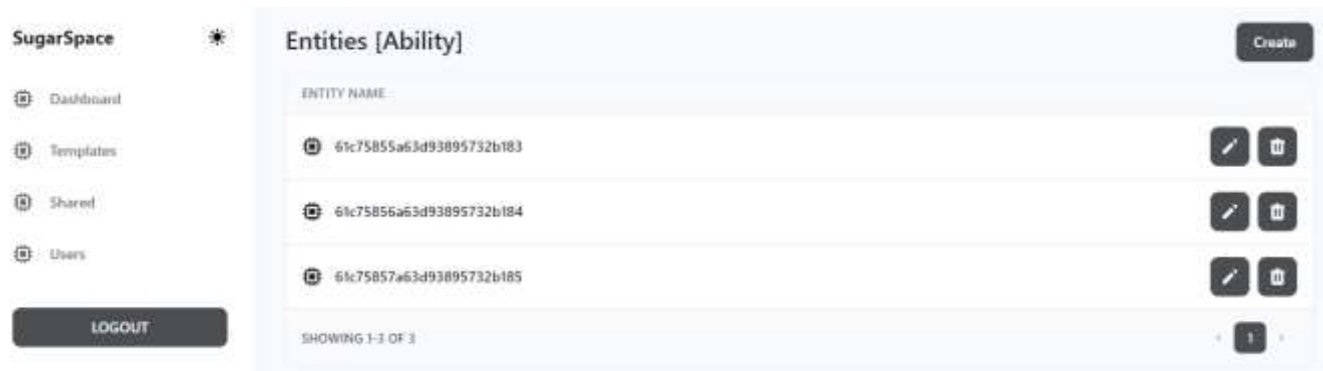 SugarSpace
Dashboard
Templates
Shared
Users
LOGOUT
Entities [Ability]
Create
ENTITY NAME
61c75855a63d93895732b183
61c75856a63d93895732b184
61c75857a63d93895732b185
SHOWING 1-3 OF 3
1